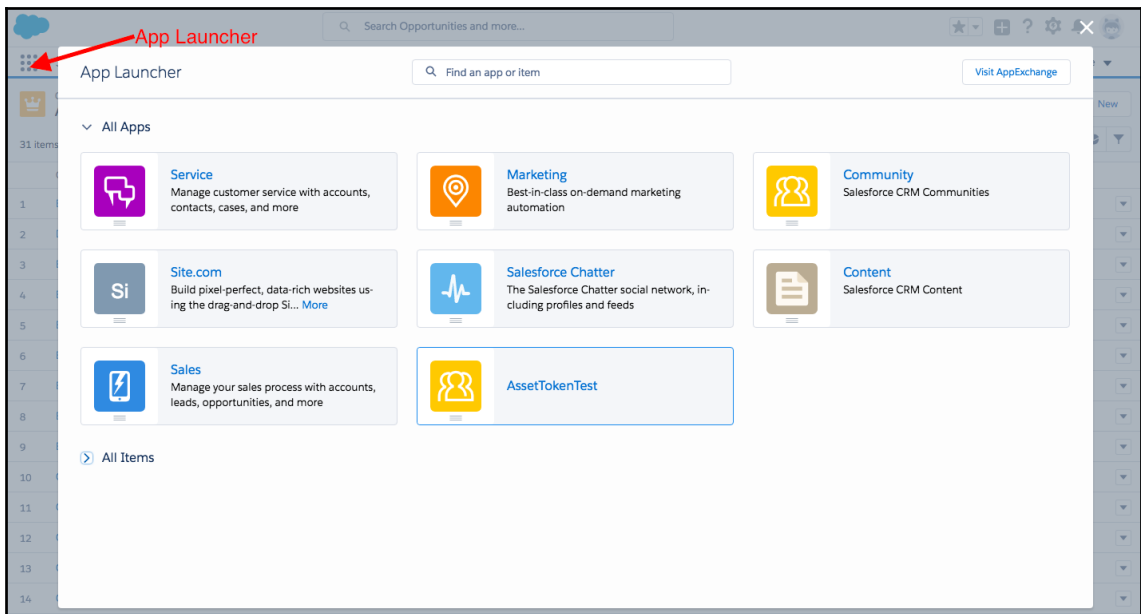 Search Opportunities and more...
App Launcher
App Launcher
Find an app or item
Visit AppExchange
New
31 items
All Apps
Service
Manage customer service with accounts,
contacts, cases, and more
Marketing
Best-in-class on-demand marketing
automation
Community
Salesforce CRM Communities
Si
Site.com
Build pixel-perfect, data-rich websites us-
ing the drag-and-drop Si... More
Salesforce Chatter
The Salesforce Chatter social network, in-
cluding profiles and feeds
Content
Salesforce CRM Content
Sales
Manage your sales process with accounts,
leads, opportunities, and more
AssetTokenTest
All Items
1
2
3
4
5
6
7
8
9
10
11
12
13
14